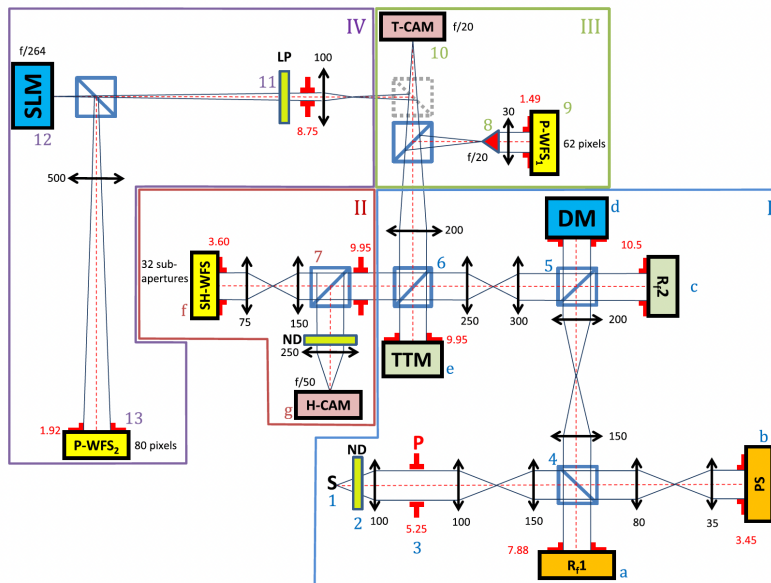 IV
III
T-CAM
f/20
10
f/264
LP
100
SLM
11
8.75
12
8
30
1.49
9
P-WFS1
62 pixels
f/20
500
200
I
II
DM
d
3.60
7
9.95
6
5
10.5
32 sub-
apertures
SH-WFS
f
Rf2
c
75
150
250
300
200
ND
250
TTM
9.95
e
f/50
g
H-CAM
13
1.92
P-WFS2
80 pixels
150
b
ND
P
4
S
1
2
100
5.25
3
100
150
80
35
PS
3.45
7.88
Rf1
a